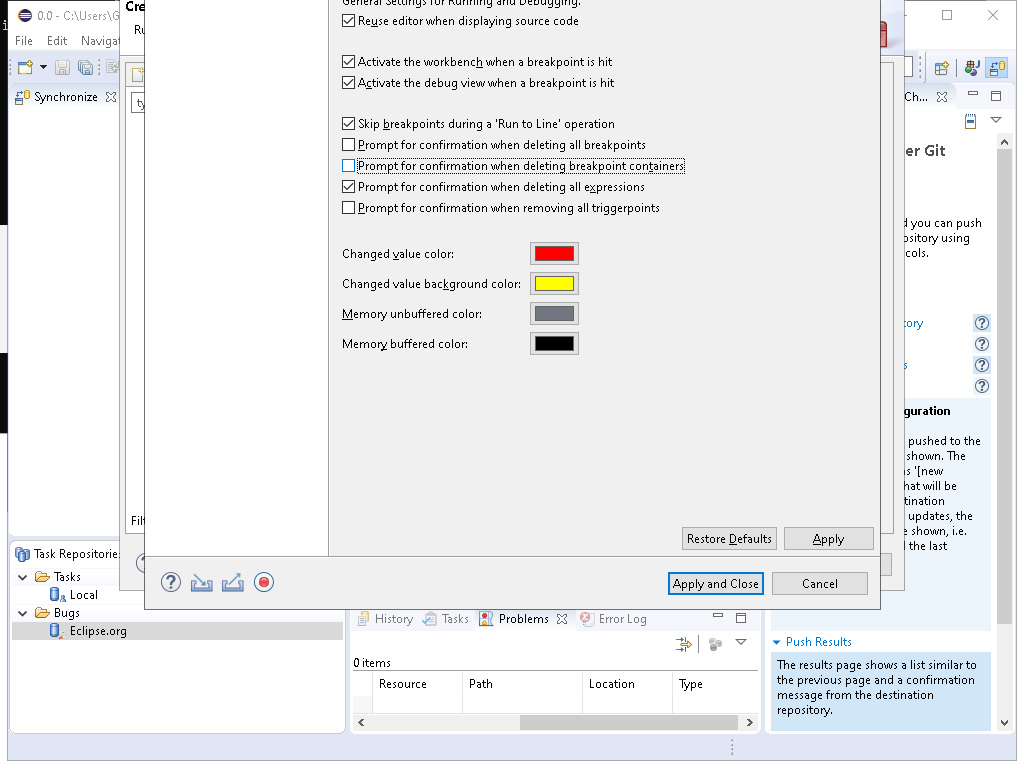 0.0 - C:\Users\G
File Edit Navigat
Synchronize
Cre
Ru
ty
Filt
General Settings for Running and Debugging.
Reuse editor when displaying source code
Activate the workbench when a breakpoint is hit
Activate the debug view when a breakpoint is hit
Skip breakpoints during a 'Run to Line' operation
Prompt for confirmation when deleting all breakpoints
Prompt for confirmation when deleting breakpoint containers
Prompt for confirmation when deleting all expressions
Prompt for confirmation when removing all triggerpoints
Changed value color:
Changed value background color:
Memory unbuffered color:
Memory buffered color:
Restore Defaults Apply
Apply and Close Cancel
Ch...
er Git
d you can push
ository using
cols.
tory
s
guration
pushed to the
shown. The
s '[new
hat will be
tination
updates, the
e shown, i.e.
the last
Push Results
The results page shows a list similar to
the previous page and a confirmation
message from the destination
repository.
Task Repositories
Tasks
Local
Bugs
Eclipse.org
History Tasks Problems Error Log
0 items
Resource Path Location Type